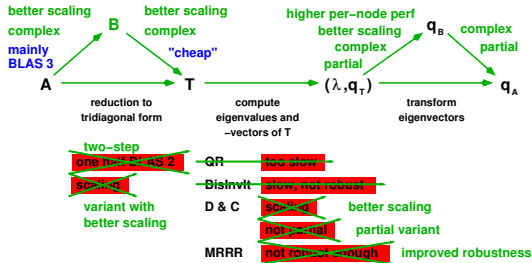 better scaling
complex
mainly
BLAS 3
B
better scaling
complex
"cheap"
higher per-node perf
better scaling
complex
partial
q_B
complex
partial
A
T
(λ,q_T)
q_A
reduction to
tridiagonal form
compute
eigenvalues and
-vectors of T
transform
eigenvectors
two-step
one half BLAS 2
QR
too slow
scaling
BisInvIt
slow, not robust
variant with
better scaling
D & C
scaling
better scaling
not partial
partial variant
MRRR
not robust enough
improved robustness